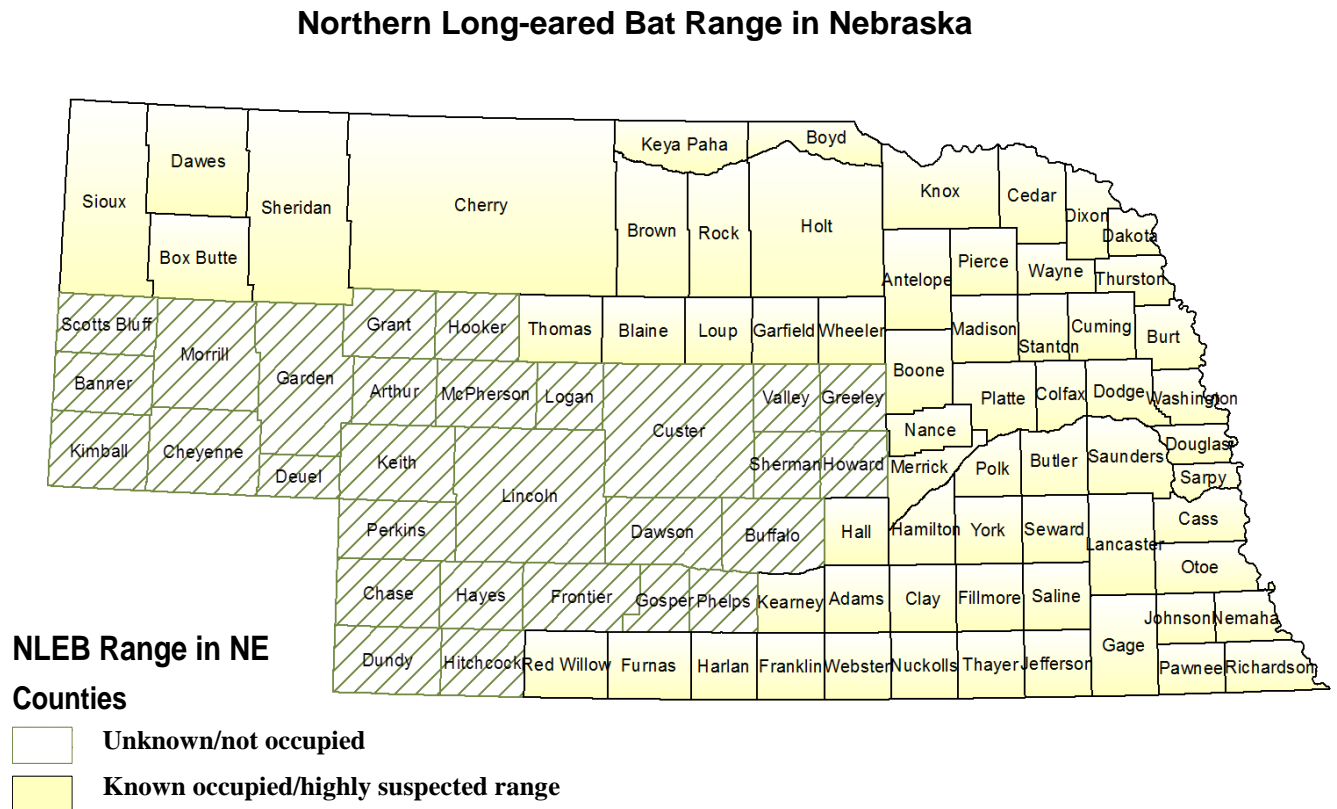 Northern Long-eared Bat Range in Nebraska
Keya Paha
Boyd
Dawes
Sioux
Sheridan
Cherry
Knox
Cedar
Dixon
Dakota
Box Butte
Brown
Rock
Holt
Antelope
Pierce
Wayne
Thurston
Scotts Bluff
Morrill
Grant
Hooker
Thomas
Blaine
Loup
Garfield
Wheeler
Madison
Stanton
Cuming
Burt
Banner
Garden
Arthur
McPherson
Logan
Valley
Greeley
Boone
Platte
Colfax
Dodge
Washington
Kimball
Cheyenne
Deuel
Keith
Custer
Sherman
Howard
Nance
Merrick
Polk
Butler
Saunders
Douglas
Sarpy
Lincoln
Perkins
Dawson
Buffalo
Hall
Hamilton
York
Seward
Lancaster
Cass
Otoe
Chase
Hayes
Frontier
Gosper
Phelps
Kearney
Adams
Clay
Fillmore
Saline
Johnson
Nemaha
Dundy
Hitchcock
Red Willow
Furnas
Harlan
Franklin
Webster
Nuckolls
Thayer
Jefferson
Gage
Pawnee
Richardson
NLEB Range in NE
Counties
Unknown/not occupied
Known occupied/highly suspected range